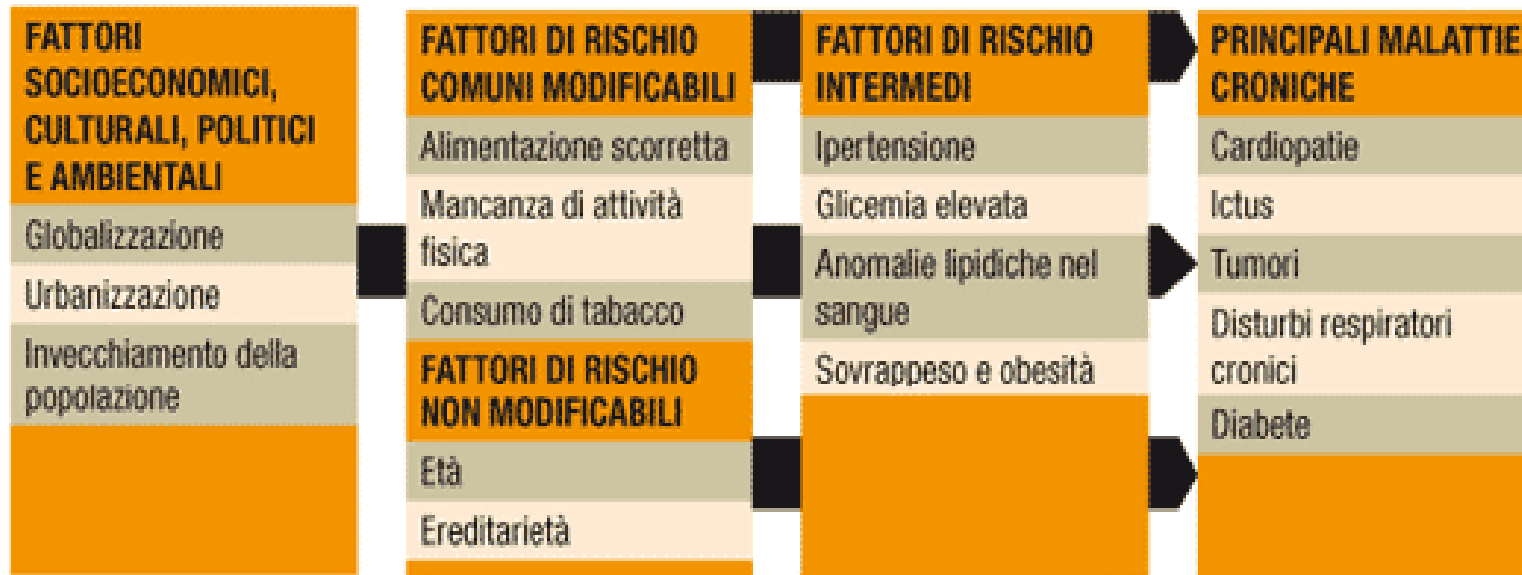 FATTORI
SOCIOECONOMICI,
CULTURALI, POLITICI
E AMBIENTALI
Globalizzazione
Urbanizzazione
Invecchiamento della
popolazione
FATTORI DI RISCHIO
COMUNI MODIFICABILI
Alimentazione scorretta
Mancanza di attività
fisica
Consumo di tabacco
FATTORI DI RISCHIO
NON MODIFICABILI
Età
Ereditarietà
FATTORI DI RISCHIO
INTERMEDI
Ipertensione
Glicemia elevata
Anomalie lipidiche nel
sangue
Sovrappeso e obesità
PRINCIPALI MALATTIE
CRONICHE
Cardiopatie
Ictus
Tumori
Disturbi respiratori
cronici
Diabete